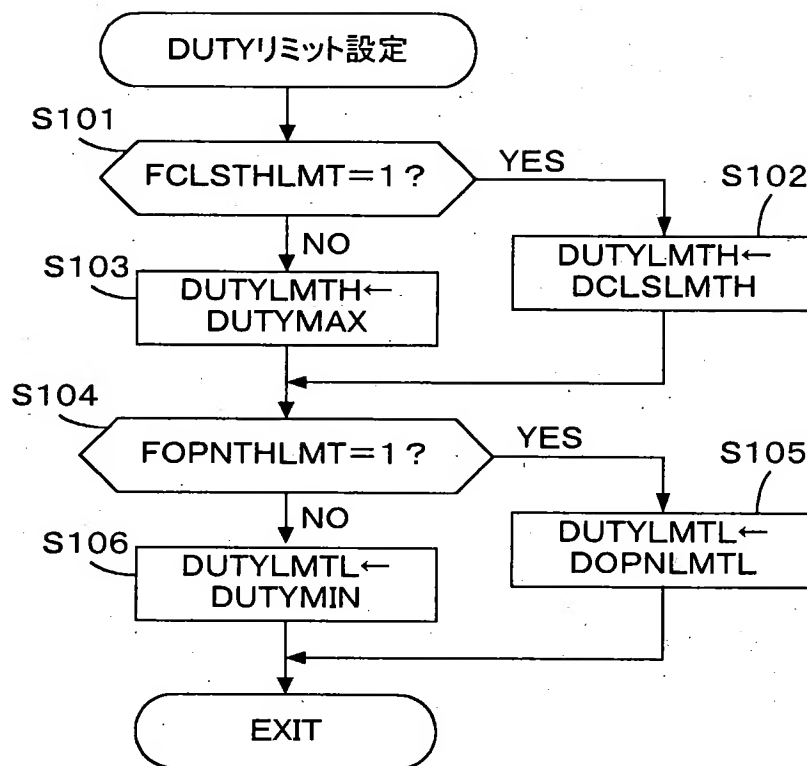 DUTYリミット設定
S101
FCLSTHLMT=1?
YES
S102
DUTYLMTH←
DCLSLMTH
NO
S103
DUTYLMTH←
DUTYMAX
S104
FOPNTHLMT=1?
YES
S105
DUTYLMTL←
DOPNLMTL
NO
S106
DUTYLMTL←
DUTYMIN
EXIT